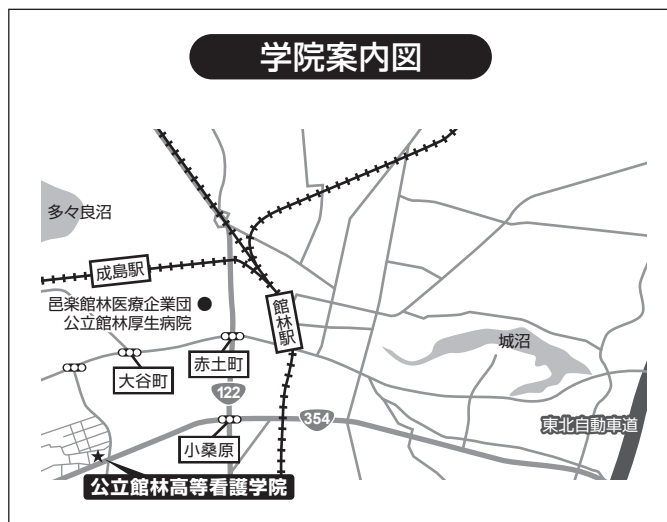 学院案内図
多々良沼
成島駅
邑楽館林医療企業団
公立館林厚生病院
館林駅
城沼
赤土町
大谷町
122
354
東北自動車道
小桑原
公立館林高等看護学院